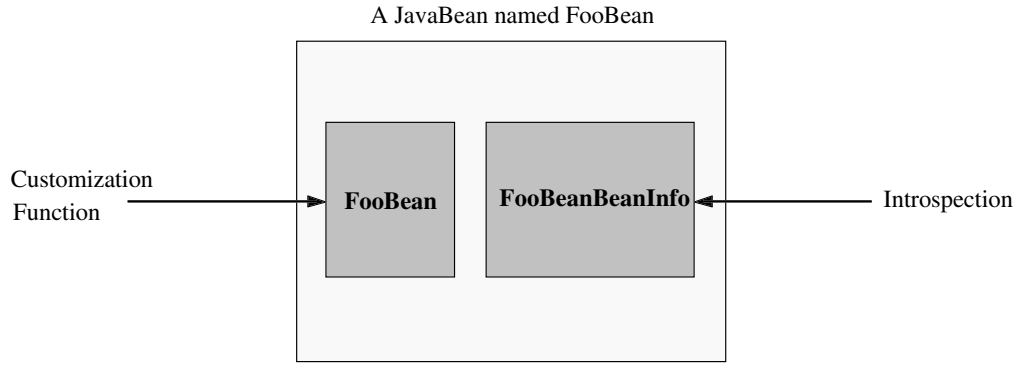 A JavaBean named FooBean
Customization
Function
FooBean
FooBeanBeanInfo
Introspection